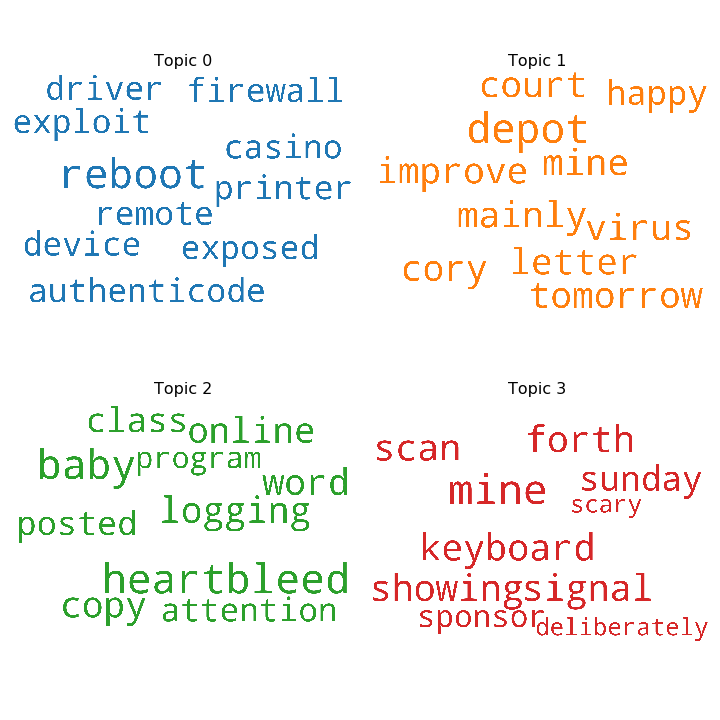 Topic 0
driver firewall
exploit
casino
reboot
printer
remote
device exposed
authenticode
Topic 1
court happy
depot
improve mine
mainly virus
cory letter
tomorrow
Topic 2
class online
baby program
word
posted logging
heartbleed
copy attention
Topic 3
scan forth
mine sunday
scary
keyboard
showing signal
sponsor deliberately